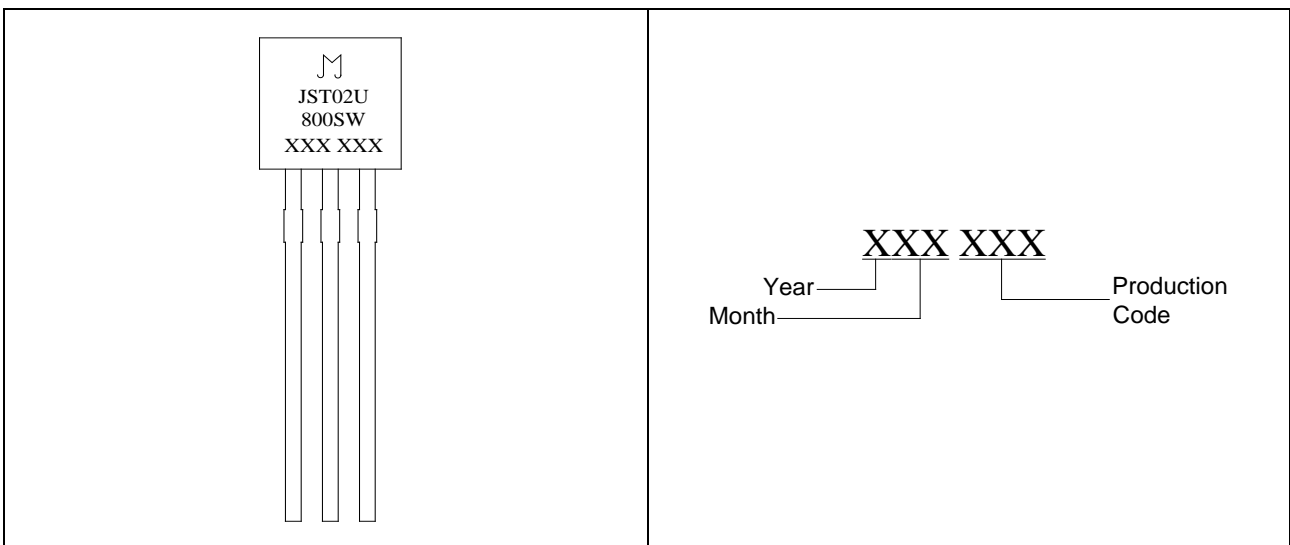 JST02U
800SW
XXX XXX
XXX XXX
Year
Month
Production
Code